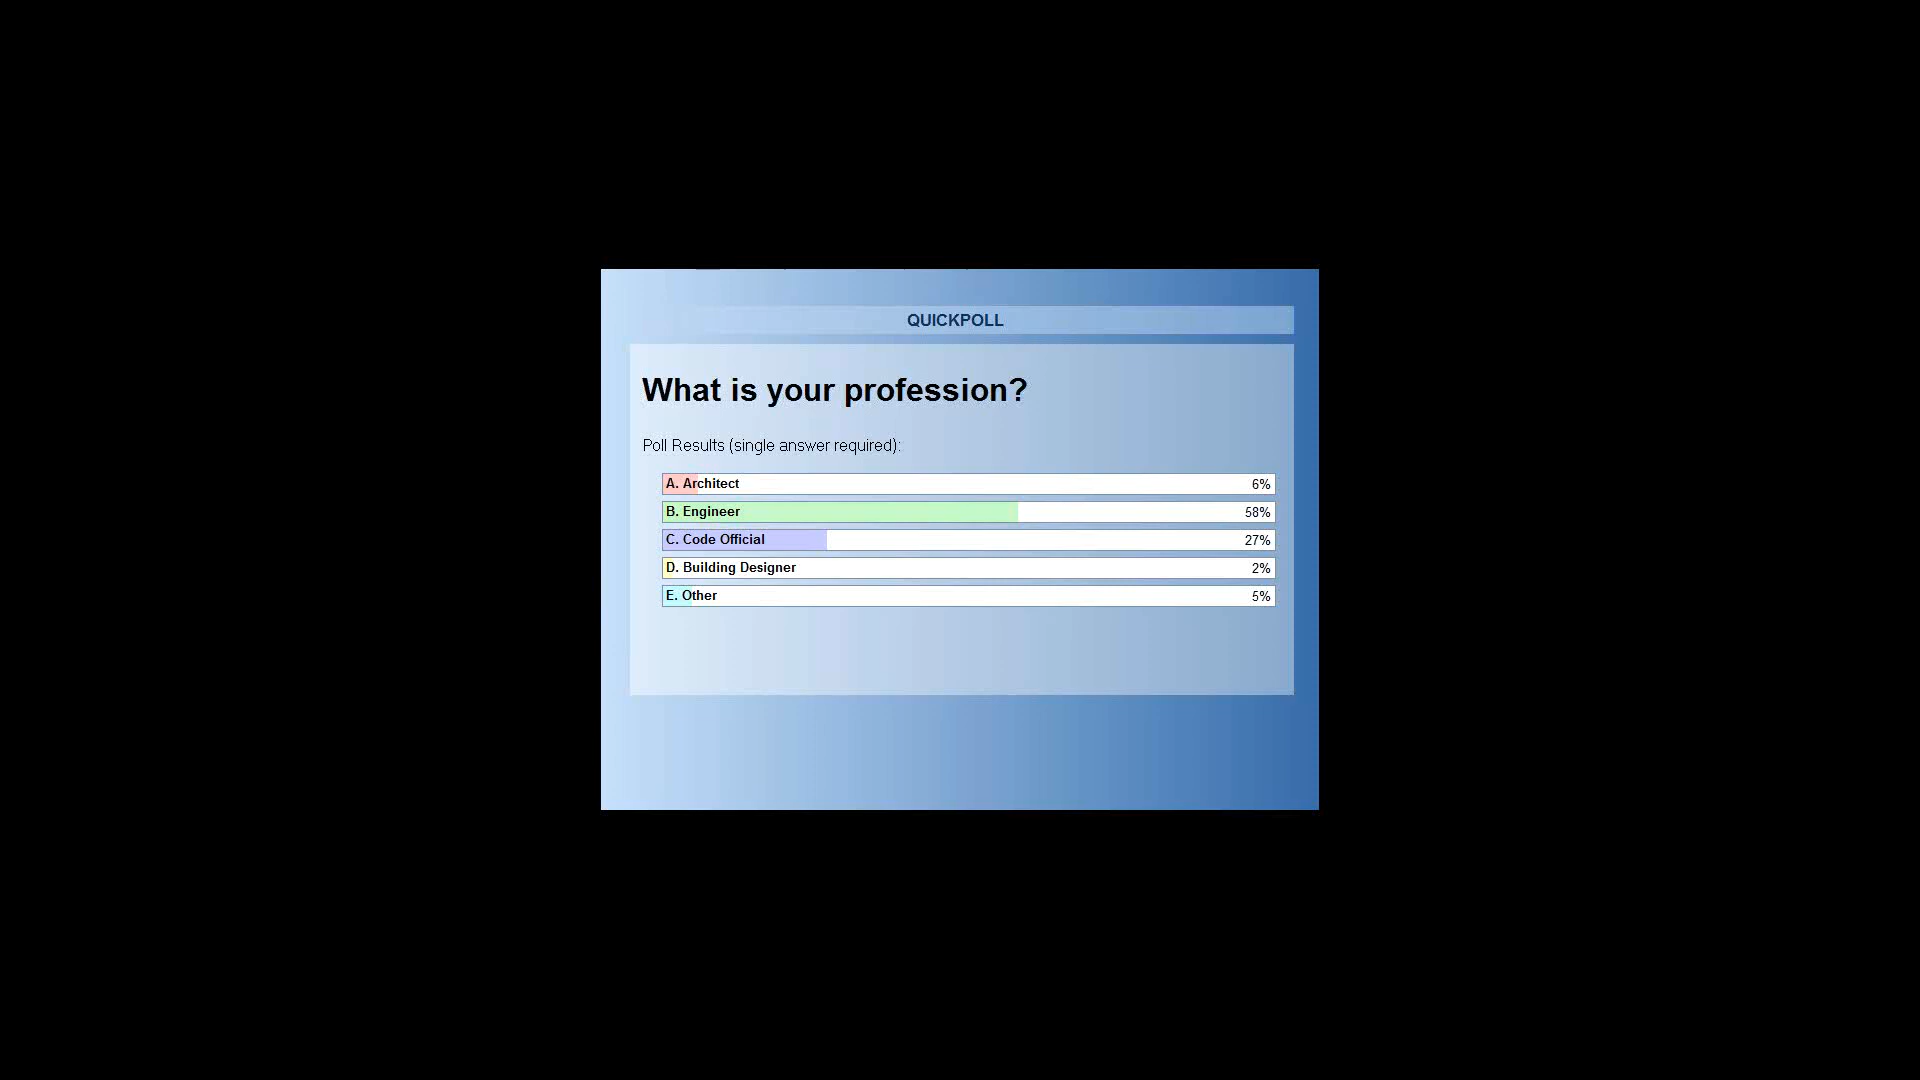 QUICKPOLL
What is your profession?
Poll Results (single answer required):
A. Architect 6%
B. Engineer 58%
C. Code Official 27%
D. Building Designer 2%
E. Other 5%